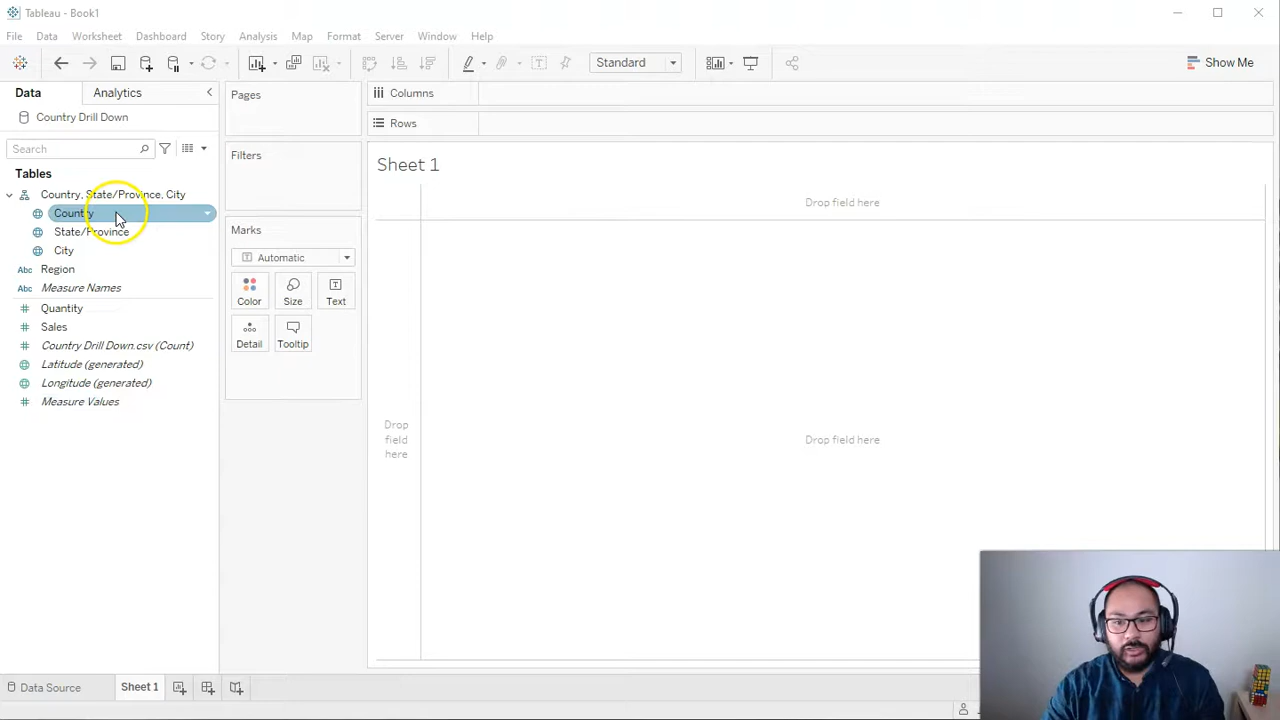 Tableau - Book1
File Data Worksheet Dashboard Story Analysis Map Format Server Window Help
Standard
Show Me
Data Analytics
Country Drill Down
Search
Tables
Country, State/Province, City
Country
State/Province
City
Abc Region
Abc Measure Names
# Quantity
# Sales
# Country Drill Down.csv (Count)
Latitude (generated)
Longitude (generated)
# Measure Values
Pages
Filters
Marks
Automatic
Color Size Text
Detail Tooltip
Columns
Rows
Sheet 1
Drop field here
Drop
field
here
Drop field here
Data Source Sheet 1